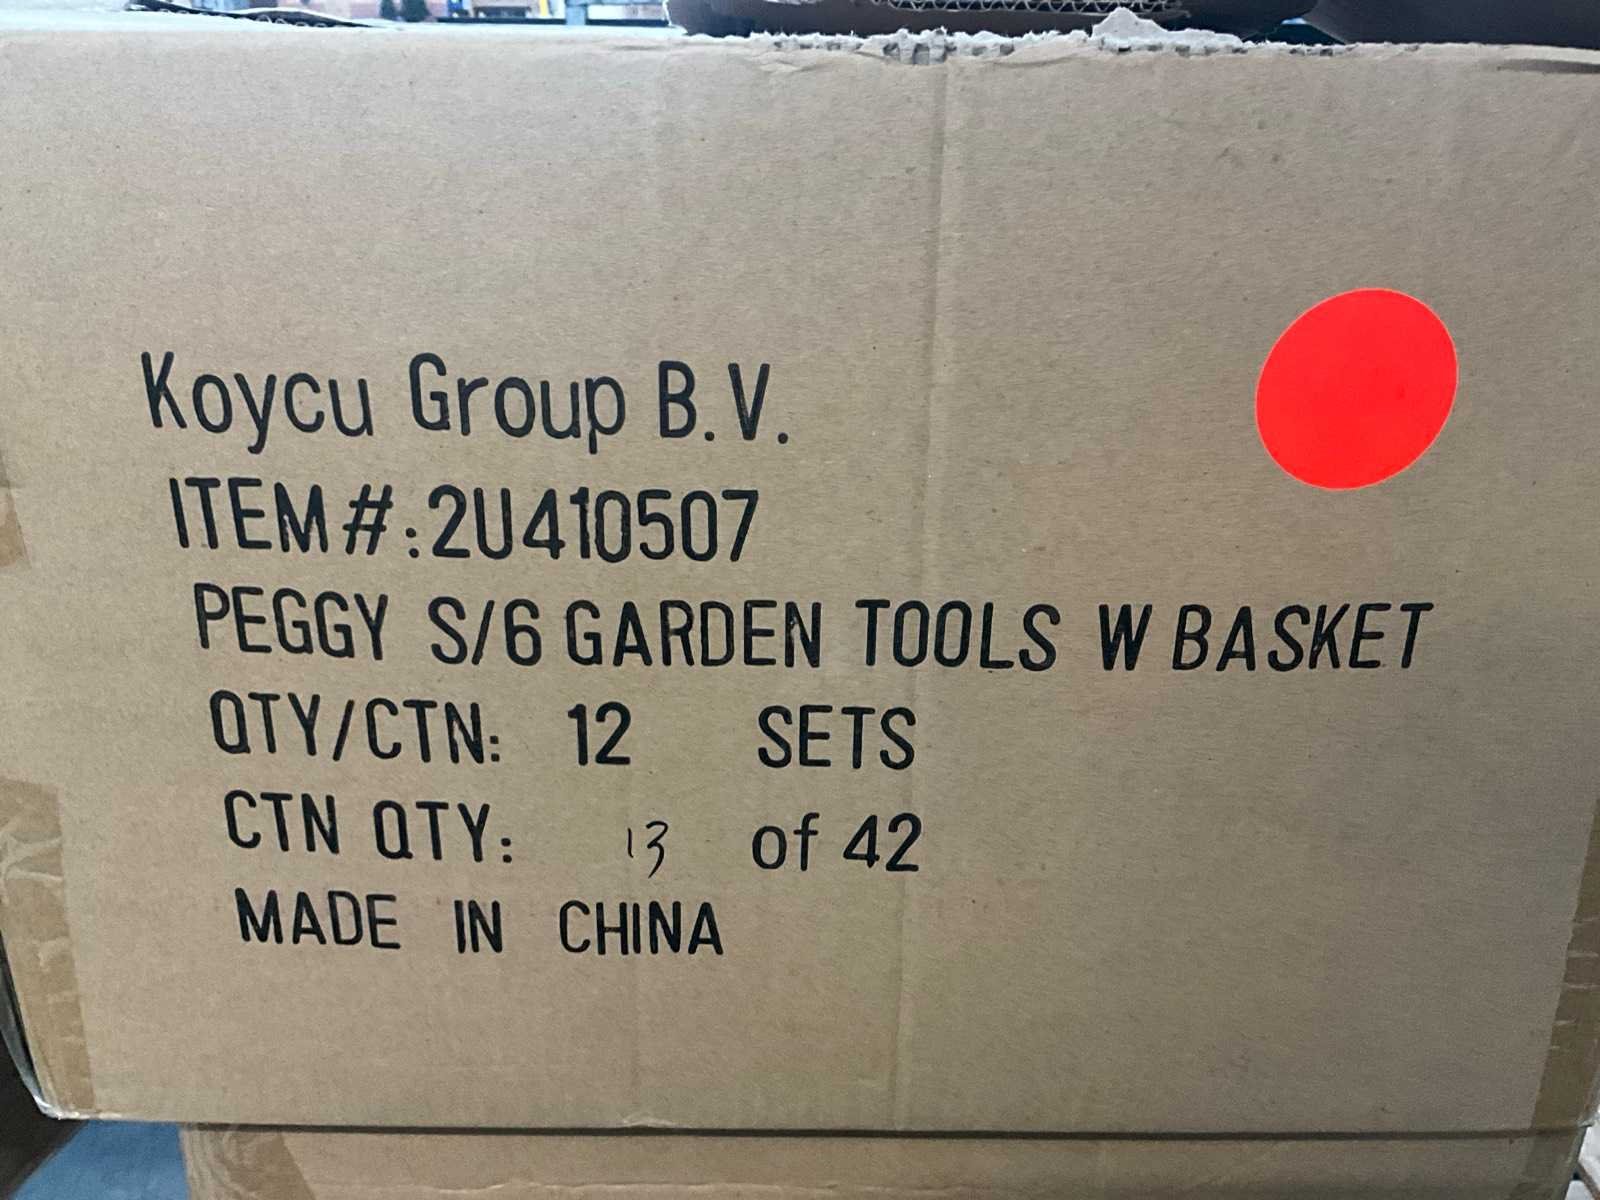 Koycu Group B.V.
ITEM#:2U410507
PEGGY S/6 GARDEN TOOLS W BASKET
QTY/CTN: 12 SETS
CTN QTY: 13 of 42
MADE IN CHINA